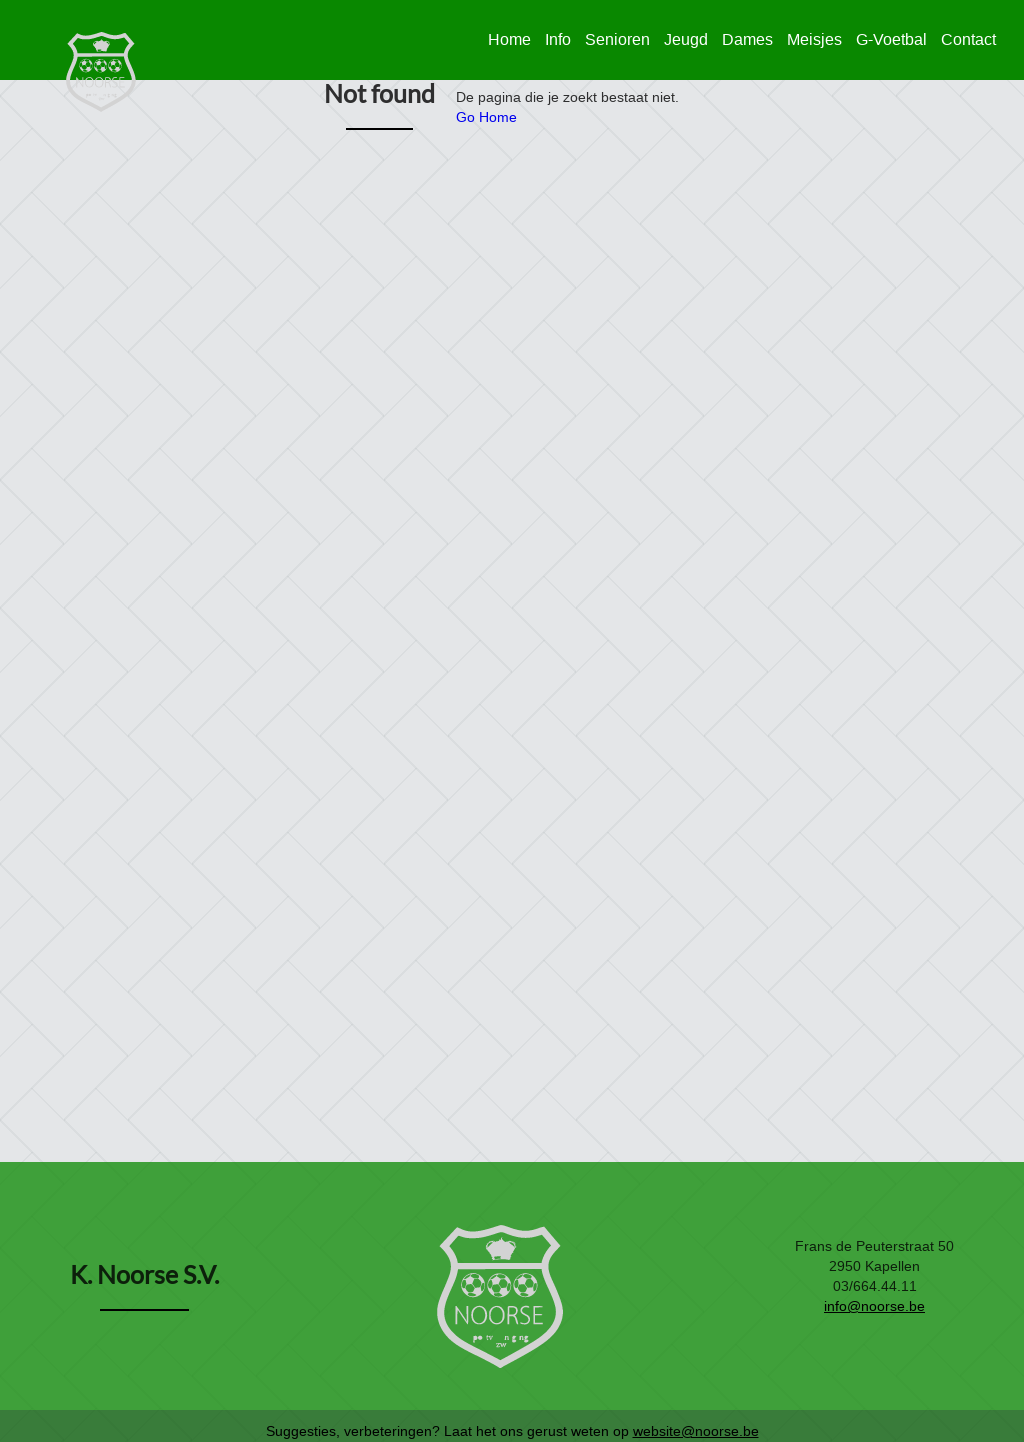 Home Info Senioren Jeugd Dames Meisjes G-Voetbal Contact
NOORSE
Not found
De pagina die je zoekt bestaat niet.
Go Home
K. Noorse S.V.
NOORSE
Frans de Peuterstraat 50
2950 Kapellen
03/664.44.11
info@noorse.be
Suggesties, verbeteringen? Laat het ons gerust weten op website@noorse.be